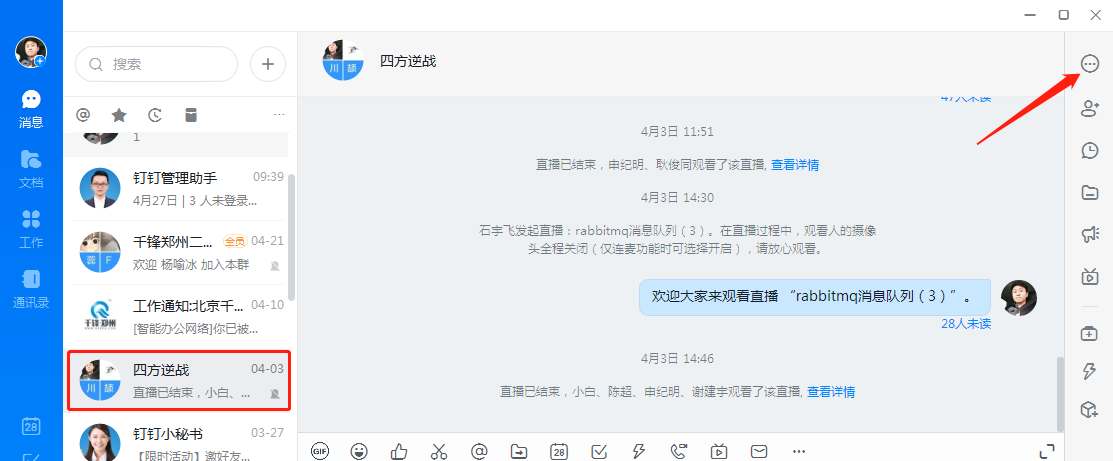 搜索
消息
文档
工作
通讯录
28
@
1
钉钉管理助手 09:39
4月27日 | 3 人未登录...
千锋郑州二... 全员 04-21
欢迎 杨喻冰 加入本群
蕊 F
工作通知:北京千... 04-10
[智能办公网络]你已被...
千锋郑州
四方逆战 04-03
直播已结束，小白、...
川 颉
钉钉小秘书 03-27
【限时活动】邀好友...
四方逆战
川 颉
47人未读
4月3日 11:51
直播已结束，申纪明、耿俊同观看了该直播, 查看详情
4月3日 14:30
石宇飞发起直播：rabbitmq消息队列（3）。在直播过程中，观看人的摄像
头全程关闭（仅连麦功能时可选择开启），请放心观看。
欢迎大家来观看直播 “rabbitmq消息队列（3）”。
28人未读
4月3日 14:46
直播已结束，小白、陈超、申纪明、谢建宇观看了该直播, 查看详情
GIF
@
28